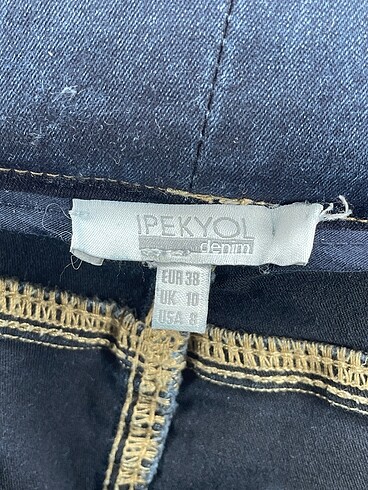 IPEKYOL
denim
EUR 38
UK 10
USA 8